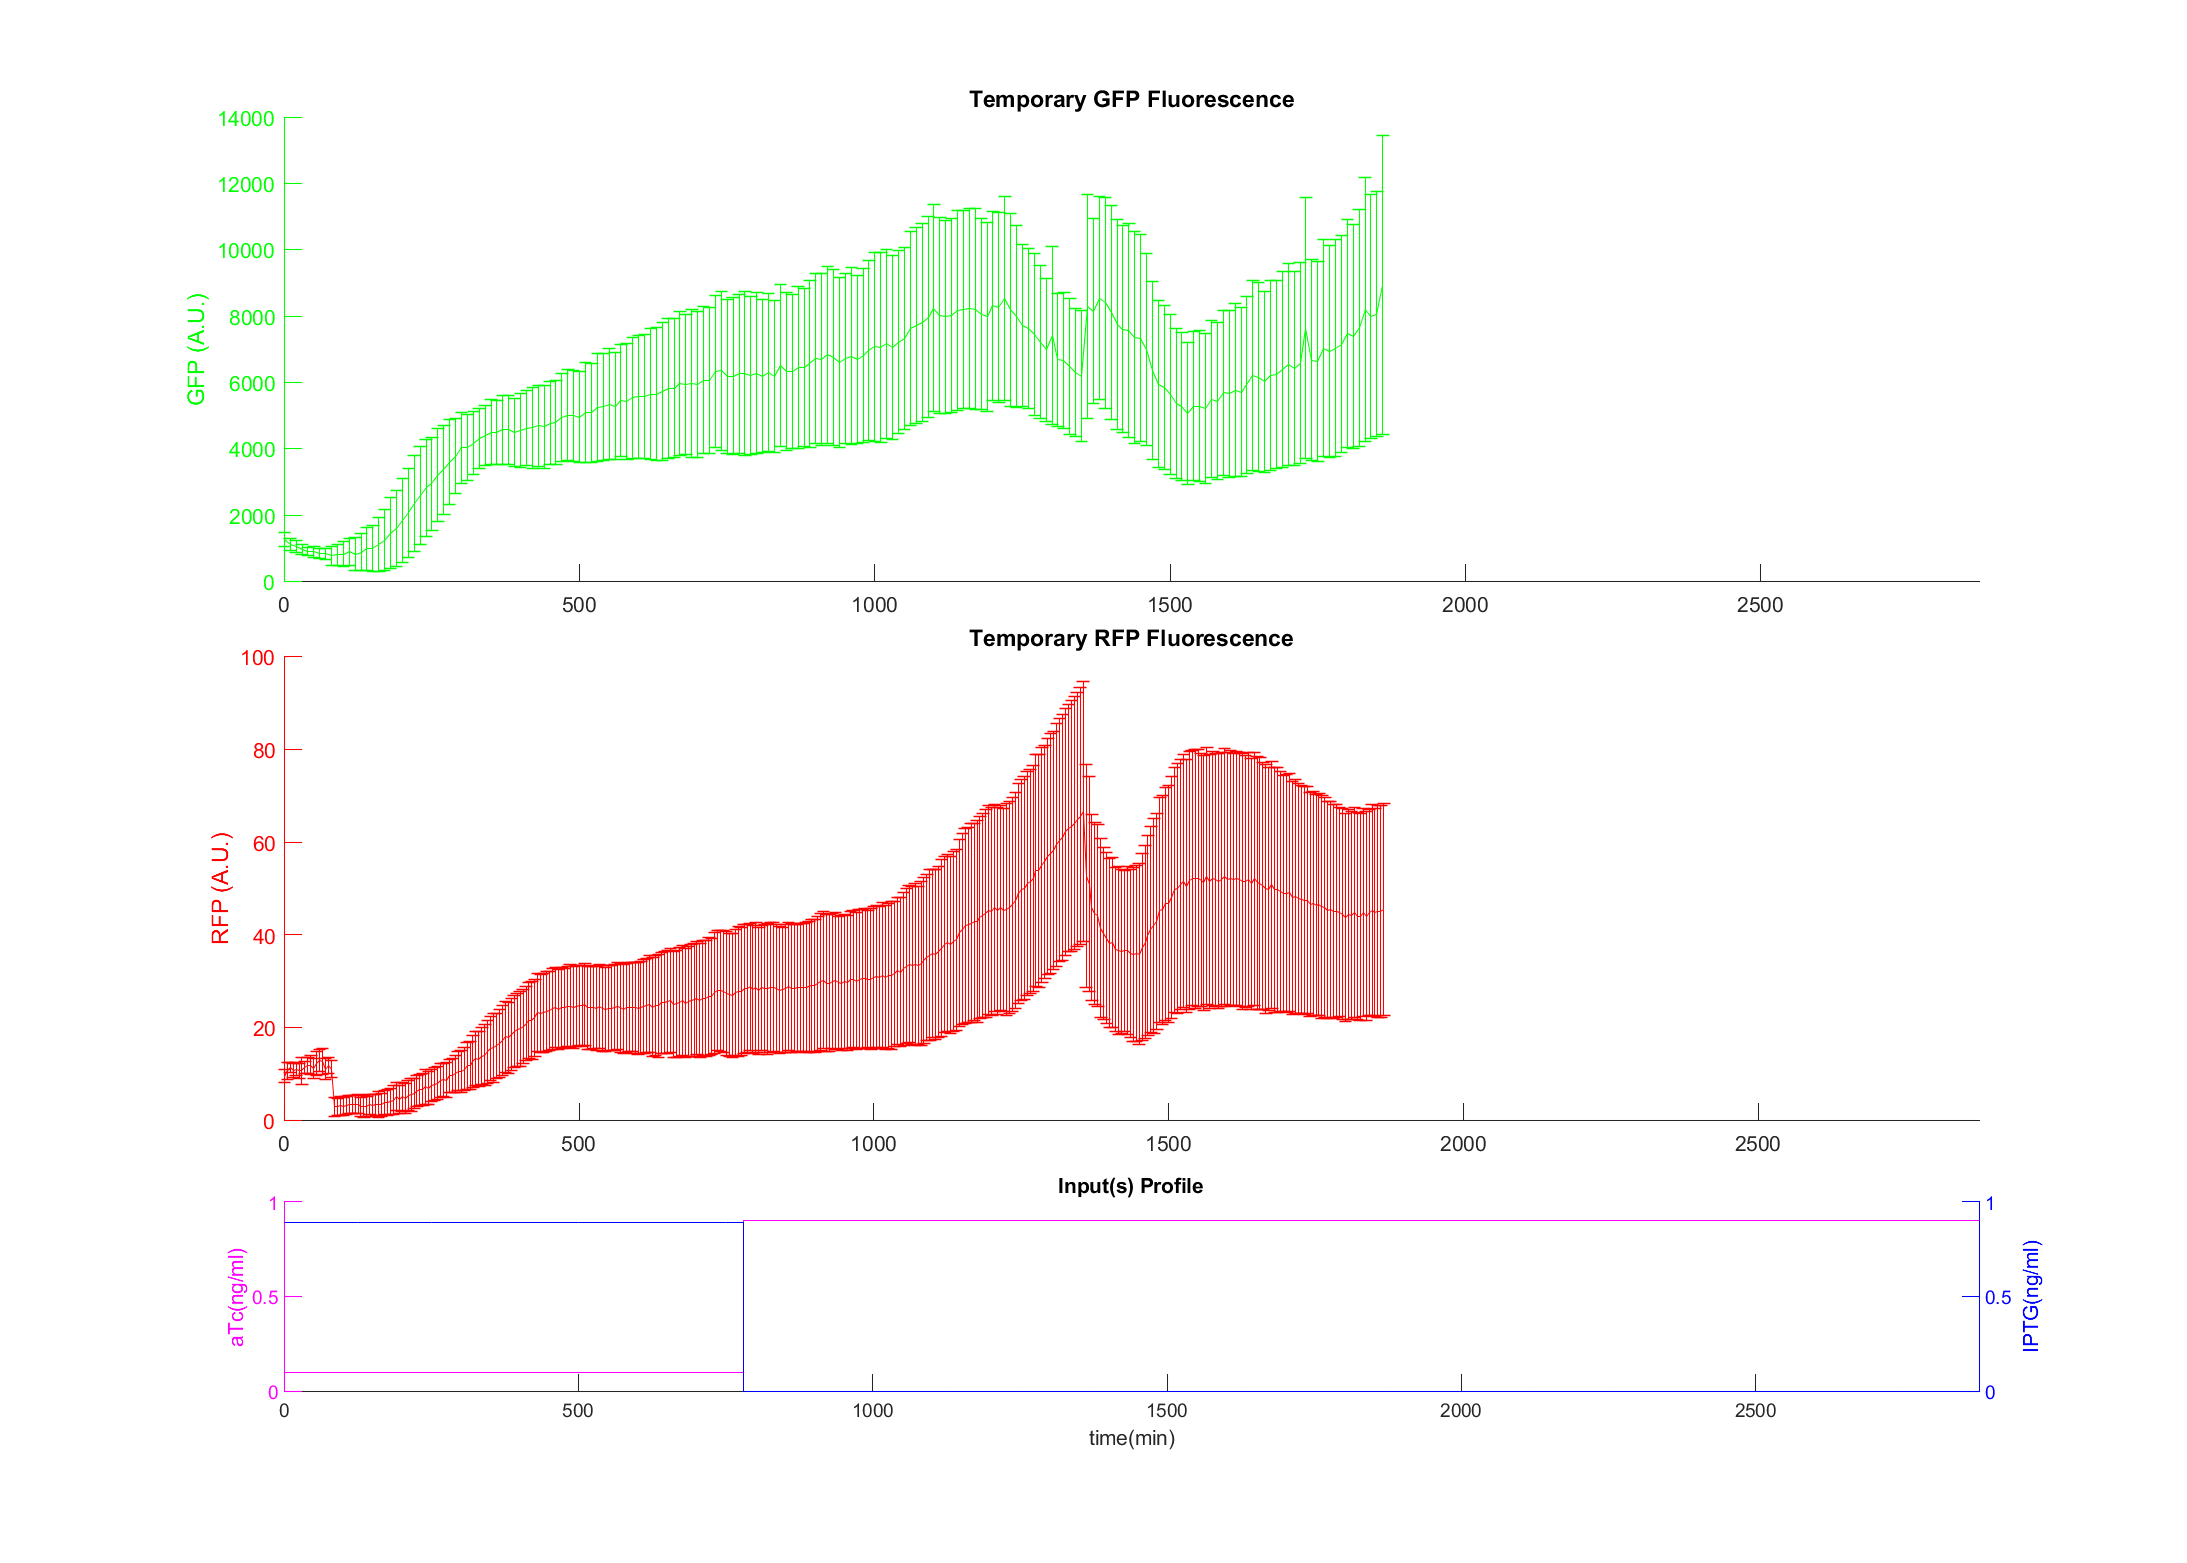 Temporary GFP Fluorescence
14000
12000
10000
8000
6000
4000
2000
0
GFP (A.U.)
0 500 1000 1500 2000 2500
Temporary RFP Fluorescence
100
80
60
40
20
0
RFP (A.U.)
0 500 1000 1500 2000 2500
Input(s) Profile
1
0.5
0
aTc(ng/ml)
1
0.5
0
IPTG(ng/ml)
0 500 1000 1500 2000 2500
time(min)